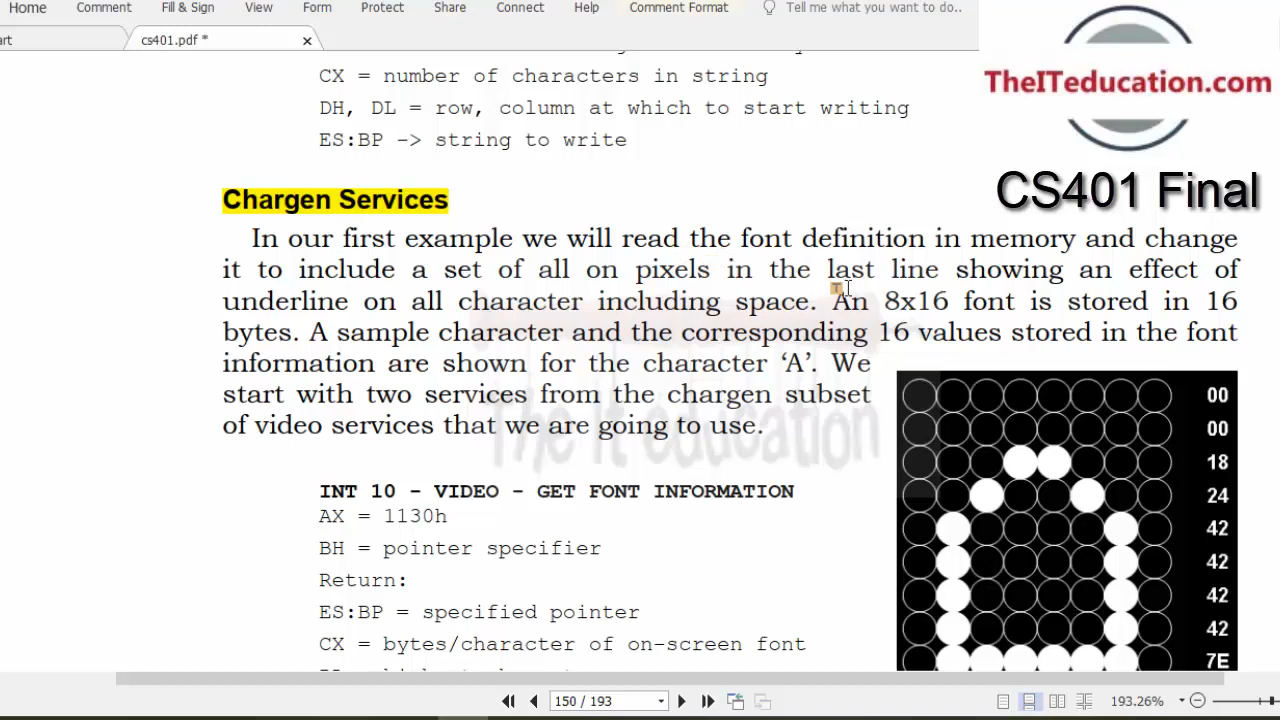 Home Comment Fill & Sign View Form Protect Share Connect Help Comment Format Tell me what you want to do..
art cs401.pdf * ×
CX = number of characters in string
DH, DL = row, column at which to start writing
ES:BP -> string to write
TheITeducation.com
CS401 Final
Chargen Services
In our first example we will read the font definition in memory and change
it to include a set of all on pixels in the last line showing an effect of
underline on all character including space. An 8x16 font is stored in 16
bytes. A sample character and the corresponding 16 values stored in the font
information are shown for the character ‘A’. We
start with two services from the chargen subset
of video services that we are going to use.
The It education
INT 10 - VIDEO - GET FONT INFORMATION
AX = 1130h
BH = pointer specifier
Return:
ES:BP = specified pointer
CX = bytes/character of on-screen font
00
00
18
24
42
42
42
42
7E
150 / 193
193.26%